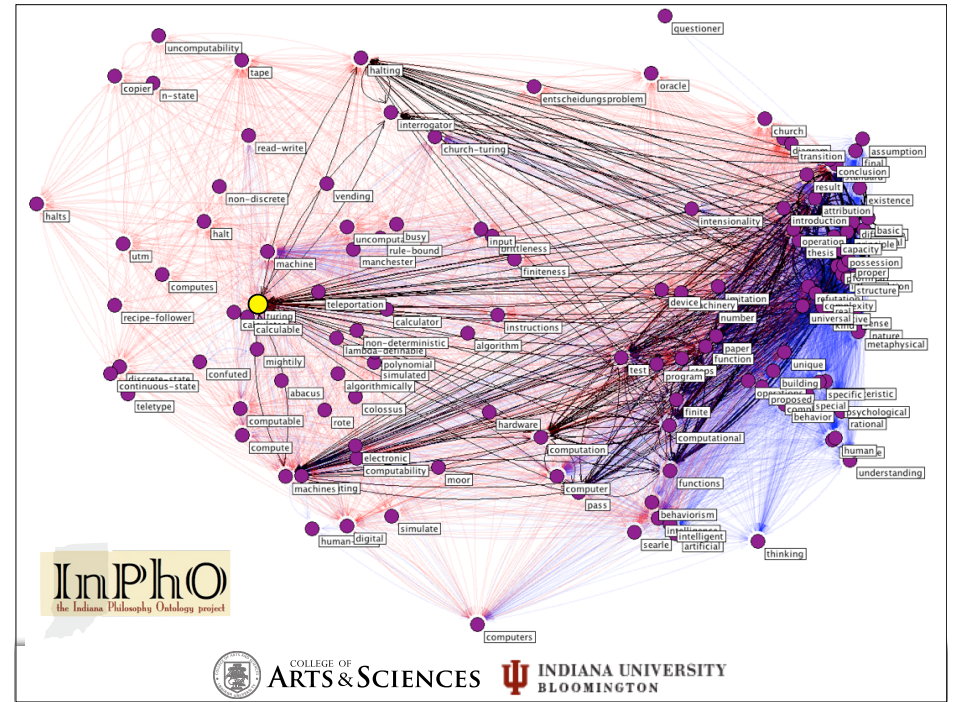 questioner
uncomputability
tape
halting
copier
n-state
entscheidungsproblem
oracle
interrogator
church
church-turing
read-write
transition
assumption
final
conclusion
result
vending
non-discrete
existence
halts
intensionality
attribution
introduction
halt
busy
input
basic
operation
capacity
rule-bound
thesis
utm
manchester
machine
finiteness
possession
proper
computes
structure
teleportation
device
refutation
complexity
real
recipe-follower
turing
calculator
number
universal
calculable
instructions
nature
non-deterministic
algorithm
metaphysical
lambda-definable
paper
function
mightily
polynomial
unique
confuted
simulated
test
program
discrete-state
continuous-state
algorithmically
building
abacus
specific
proposed
special
teletype
colossus
finite
psychological
behavior
computable
rote
hardware
rational
computational
compute
computation
human
electronic
computability
understanding
moor
functions
machines
computer
pass
behaviorism
simulate
human-
digital
searle
intelligence
intelligent
artificial
thinking
InPhO
the Indiana Philosophy Ontology project
computers
COLLEGE OF
ARTS & SCIENCES
INDIANA UNIVERSITY
BLOOMINGTON